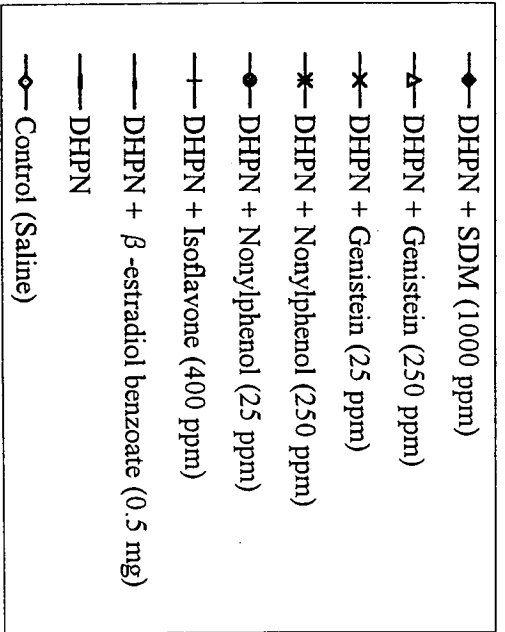 DHPN + SDM (1000 ppm)
DHPN + Genistein (250 ppm)
DHPN + Genistein (25 ppm)
DHPN + Nonylphenol (250 ppm)
DHPN + Nonylphenol (25 ppm)
DHPN + Isoflavone (400 ppm)
DHPN + β -estradiol benzoate (0.5 mg)
DHPN
Control (Saline)